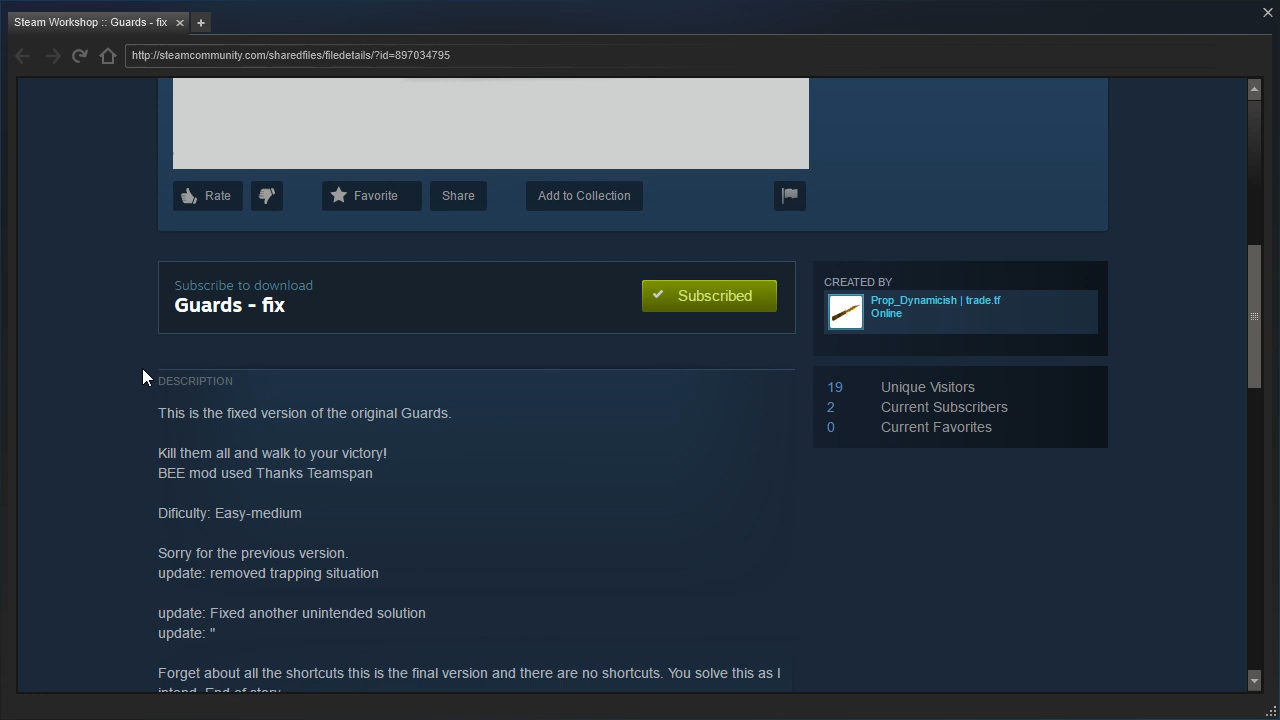 Steam Workshop :: Guards - fix
http://steamcommunity.com/sharedfiles/filedetails/?id=897034795
Rate
Favorite
Share
Add to Collection
Subscribe to download
Guards - fix
Subscribed
CREATED BY
Prop_Dynamicish | trade.tf
Online
19 Unique Visitors
2 Current Subscribers
0 Current Favorites
DESCRIPTION
This is the fixed version of the original Guards.
Kill them all and walk to your victory!
BEE mod used Thanks Teamspan
Dificulty: Easy-medium
Sorry for the previous version.
update: removed trapping situation
update: Fixed another unintended solution
update: "
Forget about all the shortcuts this is the final version and there are no shortcuts. You solve this as I
intend. End of story.